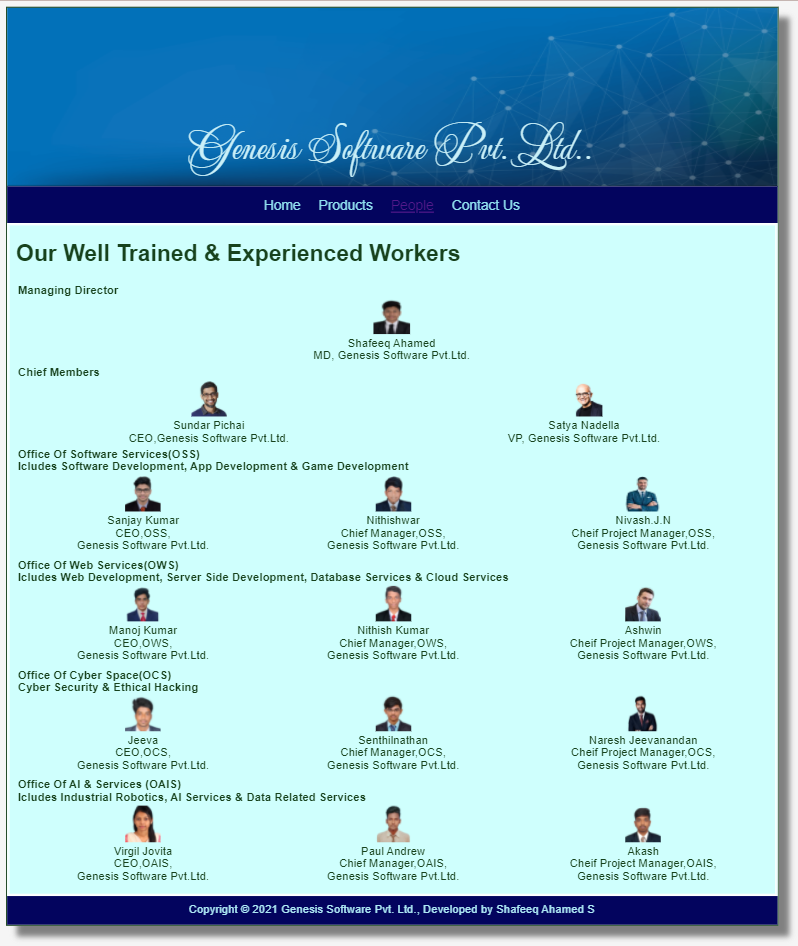 Genesis Software Pvt. Ltd..
Home Products People Contact Us
Our Well Trained & Experienced Workers
Managing Director
Shafeeq Ahamed
MD, Genesis Software Pvt.Ltd.
Chief Members
Sundar Pichai
CEO,Genesis Software Pvt.Ltd.
Satya Nadella
VP, Genesis Software Pvt.Ltd.
Office Of Software Services(OSS)
Icludes Software Development, App Development & Game Development
Sanjay Kumar
CEO,OSS,
Genesis Software Pvt.Ltd.
Nithishwar
Chief Manager,OSS,
Genesis Software Pvt.Ltd.
Nivash.J.N
Cheif Project Manager,OSS,
Genesis Software Pvt.Ltd.
Office Of Web Services(OWS)
Icludes Web Development, Server Side Development, Database Services & Cloud Services
Manoj Kumar
CEO,OWS,
Genesis Software Pvt.Ltd.
Nithish Kumar
Chief Manager,OWS,
Genesis Software Pvt.Ltd.
Ashwin
Cheif Project Manager,OWS,
Genesis Software Pvt.Ltd.
Office Of Cyber Space(OCS)
Cyber Security & Ethical Hacking
Jeeva
CEO,OCS,
Genesis Software Pvt.Ltd.
Senthilnathan
Chief Manager,OCS,
Genesis Software Pvt.Ltd.
Naresh Jeevanandan
Cheif Project Manager,OCS,
Genesis Software Pvt.Ltd.
Office Of AI & Services (OAIS)
Icludes Industrial Robotics, AI Services & Data Related Services
Virgil Jovita
CEO,OAIS,
Genesis Software Pvt.Ltd.
Paul Andrew
Chief Manager,OAIS,
Genesis Software Pvt.Ltd.
Akash
Cheif Project Manager,OAIS,
Genesis Software Pvt.Ltd.
Copyright © 2021 Genesis Software Pvt. Ltd., Developed by Shafeeq Ahamed S